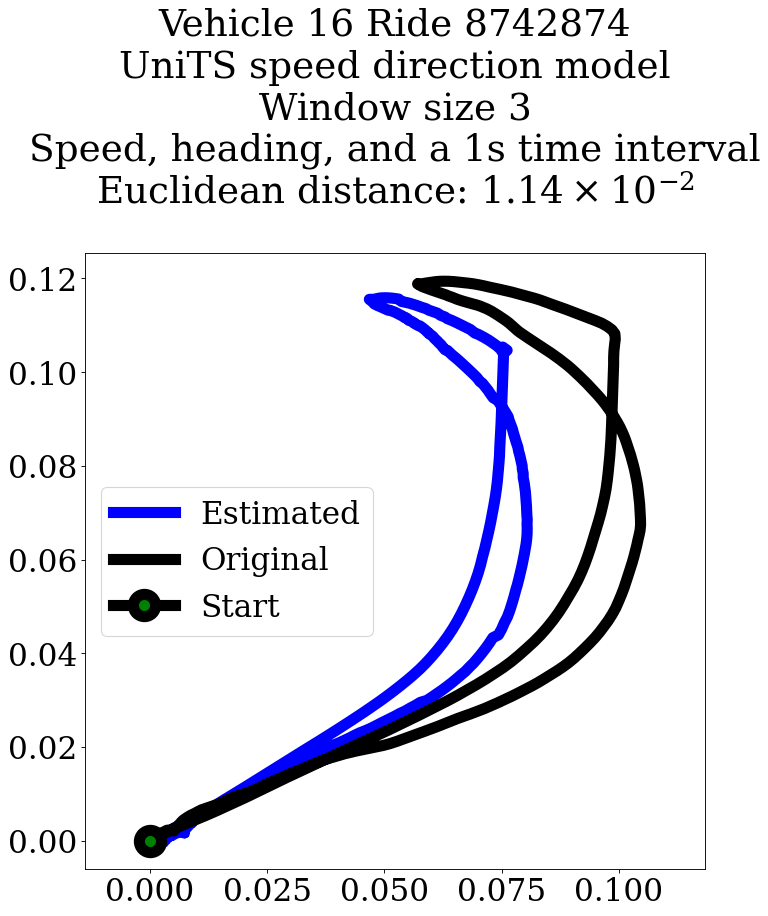 Vehicle 16 Ride 8742874
UniTS speed direction model
Window size 3
Speed, heading, and a 1s time interval
Euclidean distance: 1.14 × 10⁻²
0.12
0.10
0.08
0.06
0.04
0.02
0.00
Estimated
Original
Start
0.000 0.025 0.050 0.075 0.100